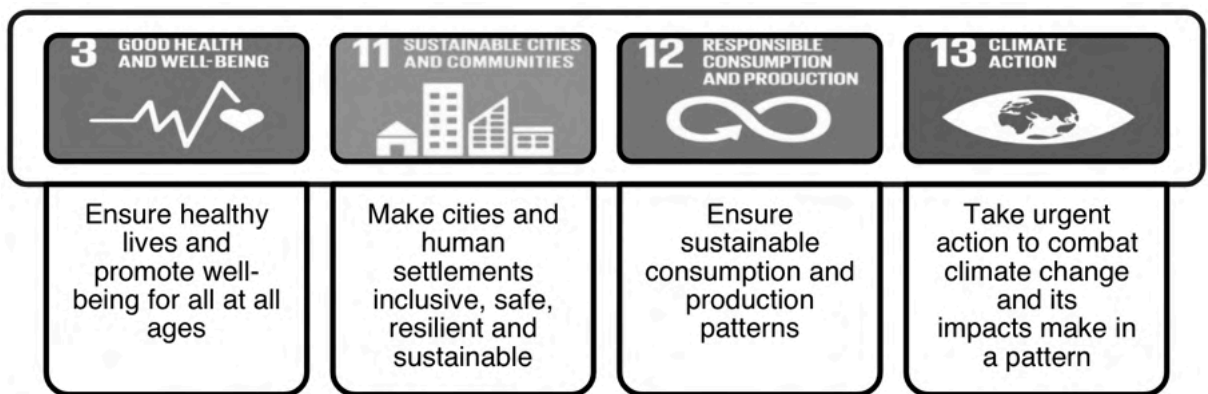 3 GOOD HEALTH
AND WELL-BEING
11 SUSTAINABLE CITIES
AND COMMUNITIES
12 RESPONSIBLE
CONSUMPTION
AND PRODUCTION
13 CLIMATE
ACTION
Ensure healthy
lives and
promote well-
being for all at all
ages
Make cities and
human
settlements
inclusive, safe,
resilient and
sustainable
Ensure
sustainable
consumption and
production
patterns
Take urgent
action to combat
climate change
and its
impacts make in
a pattern